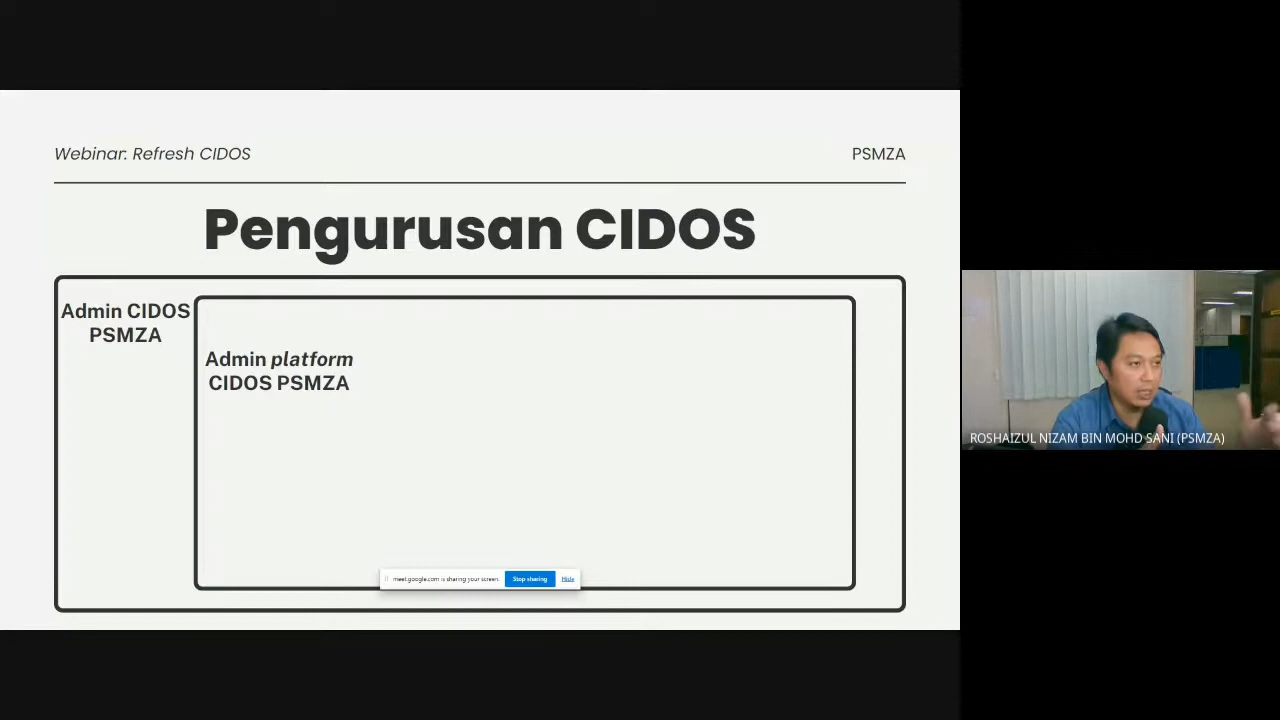 Webinar: Refresh CIDOS
PSMZA
Pengurusan CIDOS
Admin CIDOS
PSMZA
Admin platform
CIDOS PSMZA
meet.google.com is sharing your screen.
Stop sharing
Hide
ROSHAIZUL NIZAM BIN MOHD SANI (PSMZA)